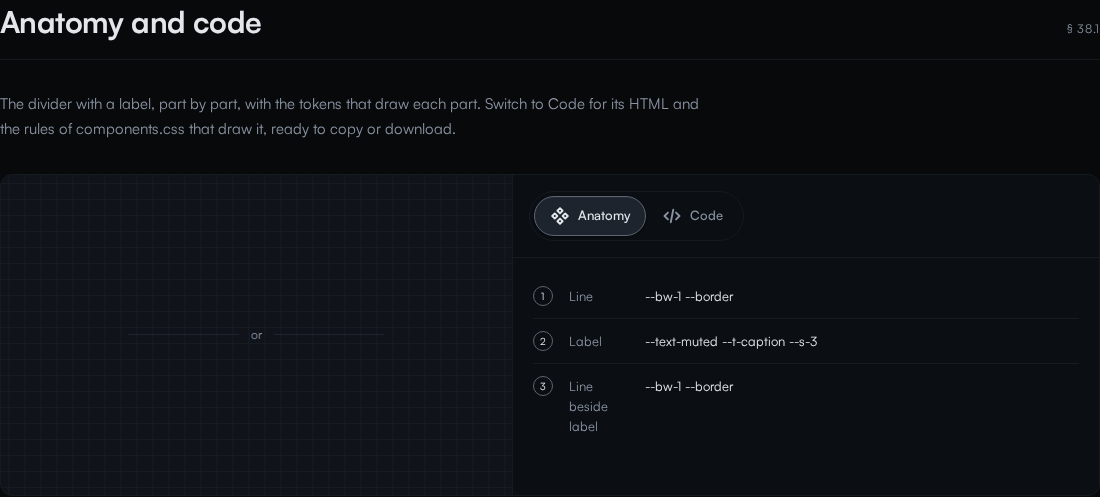 Anatomy and code
§ 38.1
The divider with a label, part by part, with the tokens that draw each part. Switch to Code for its HTML and
the rules of components.css that draw it, ready to copy or download.
or
Anatomy
Code
1 Line --bw-1 --border
2 Label --text-muted --t-caption --s-3
3 Line --bw-1 --border
beside
label